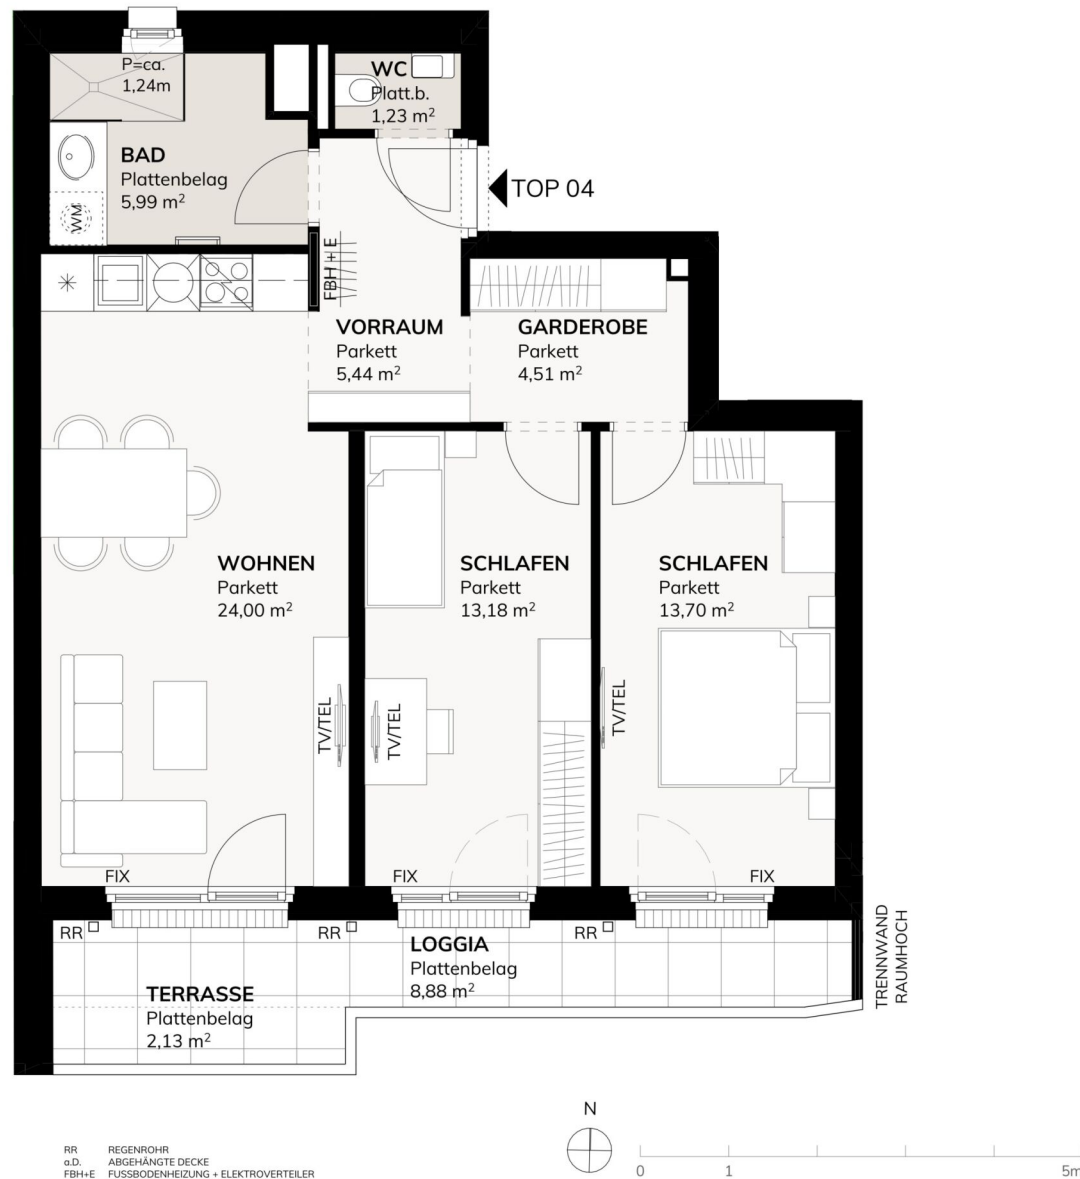 P=ca.
1,24m
WC
Platt.b.
1,23 m²
BAD
Plattenbelag
5,99 m²
WM
TOP 04
FBH + E
VORRAUM
Parkett
5,44 m²
GARDEROBE
Parkett
4,51 m²
WOHNEN
Parkett
24,00 m²
SCHLAFEN
Parkett
13,18 m²
SCHLAFEN
Parkett
13,70 m²
TV/TEL
TV/TEL
TV/TEL
FIX
FIX
FIX
RR
RR
RR
LOGGIA
Plattenbelag
8,88 m²
TERRASSE
Plattenbelag
2,13 m²
TRENNWAND
RAUMHOCH
N
RR REGENROHR
a.D. ABGEHÄNGTE DECKE
FBH+E FUSSBODENHEIZUNG + ELEKTROVERTEILER
0 1 5m